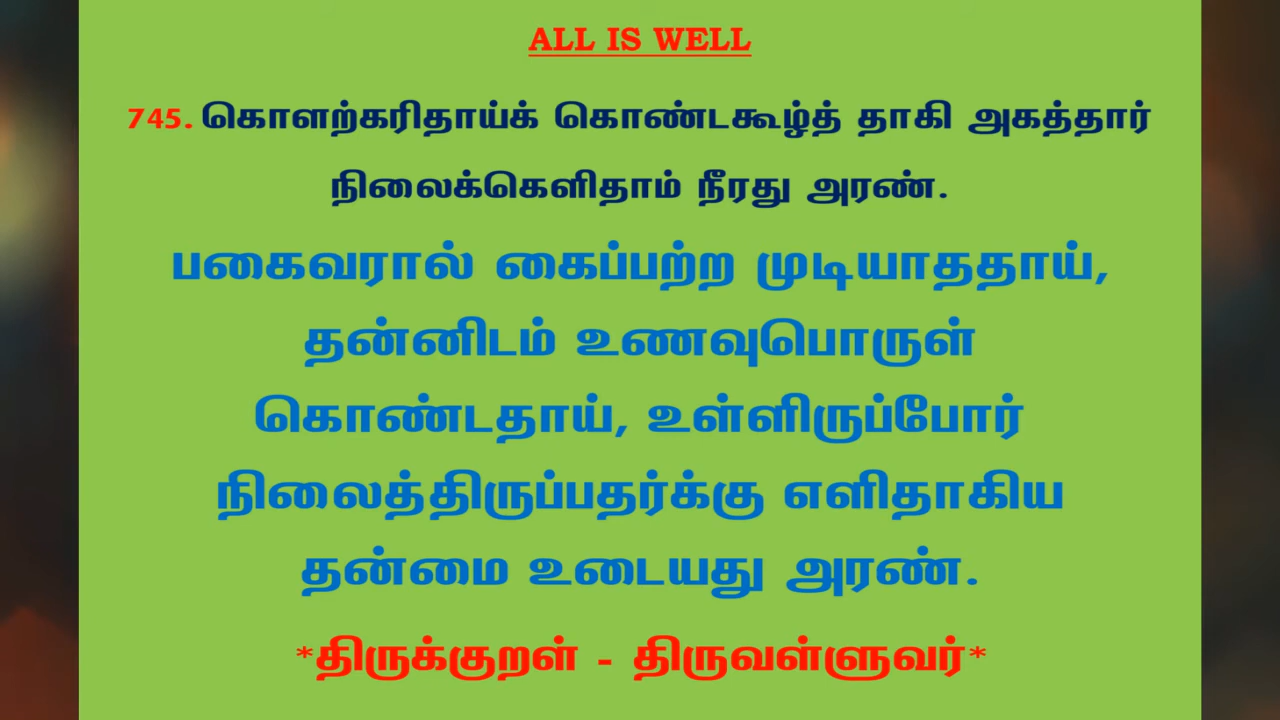 ALL IS WELL
745. கொளற்கரிதாய்க் கொண்டகூழ்த் தாகி அகத்தார்
நிலைக்கெளிதாம் நீரது அரண்.
பகைவரால் கைப்பற்ற முடியாததாய்,
தன்னிடம் உணவுபொருள்
கொண்டதாய், உள்ளிருப்போர்
நிலைத்திருப்பதர்க்கு எளிதாகிய
தன்மை உடையது அரண்.
*திருக்குறள் - திருவள்ளுவர்*